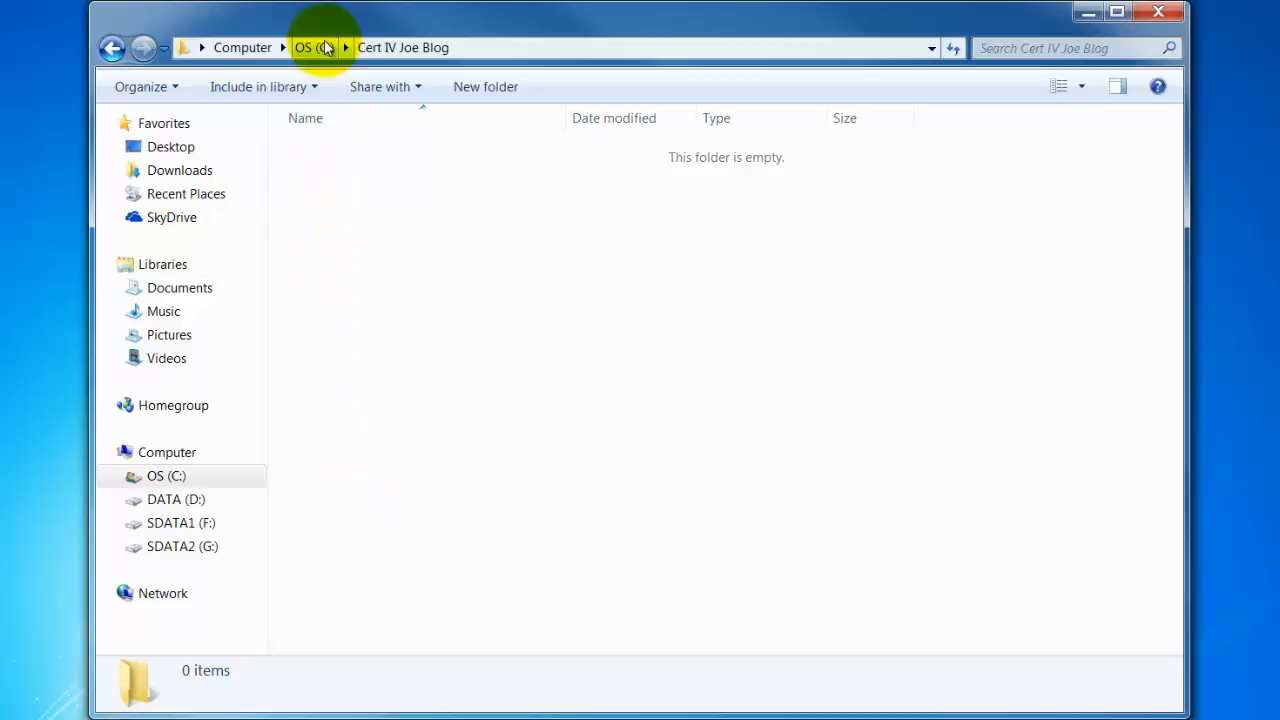 Computer OS (C:) Cert IV Joe Blog Search Cert IV Joe Blog
Organize Include in library Share with New folder
Name Date modified Type Size
This folder is empty.
Favorites
Desktop
Downloads
Recent Places
SkyDrive
Libraries
Documents
Music
Pictures
Videos
Homegroup
Computer
OS (C:)
DATA (D:)
SDATA1 (F:)
SDATA2 (G:)
Network
0 items